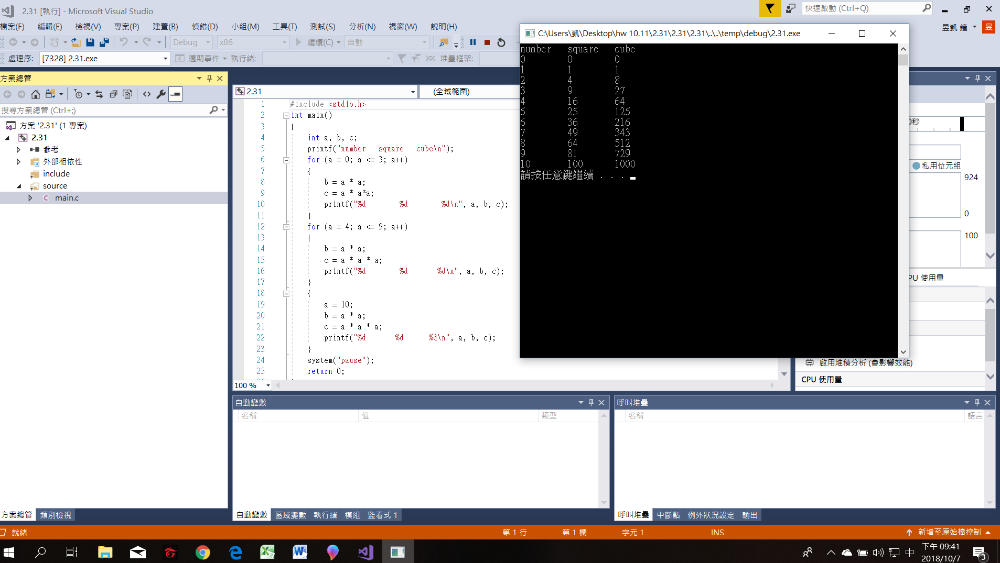 2.31 [執行] - Microsoft Visual Studio
快速啟動 (Ctrl+Q)
檔案(F) 編輯(E) 檢視(V) 專案(P) 建置(B) 偵錯(D) 小組(M) 工具(T) 測試(S) 分析(N) 視窗(W) 說明(H)
昱凱 鐘
昱
Debug x86 繼續(C) 自動
處理序: [7328] 2.31.exe 週期事件 執行緒: 堆疊框架:
方案總管
搜尋方案總管 (Ctrl+;)
方案 '2.31' (1 專案)
2.31
參考
外部相依性
include
source
main.c
方案總管 類別檢視
2.31 (全域範圍)
1 #include <stdio.h>
2 int main()
3 {
4 int a, b, c;
5 printf("number   square   cube\n");
6 for (a = 0; a <= 3; a++)
7 {
8 b = a * a;
9 c = a * a*a;
10 printf("%d        %d        %d\n", a, b, c);
11 }
12 for (a = 4; a <= 9; a++)
13 {
14 b = a * a;
15 c = a * a * a;
16 printf("%d        %d       %d\n", a, b, c);
17 }
18 {
19 a = 10;
20 b = a * a;
21 c = a * a * a;
22 printf("%d       %d      %d\n", a, b, c);
23 }
24 system("pause");
25 return 0;
100 %
C:\Users\凱\Desktop\hw 10.11\2.31\2.31\2.31\..\..\temp\debug\2.31.exe
number   square   cube
0        0        0
1        1        1
2        4        8
3        9        27
4        16       64
5        25       125
6        36       216
7        49       343
8        64       512
9        81       729
10       100      1000
請按任意鍵繼續 . . .
0秒
私用位元組
924
0
100
PU 使用量
啟用堆積分析 (會影響效能)
CPU 使用量
自動變數
名稱 值 類型
自動變數 區域變數 執行緒 模組 監看式 1
呼叫堆疊
名稱 語言
呼叫堆疊 中斷點 例外狀況設定 輸出
就緒 第 1 行 第 1 欄 字元 1 INS 新增至原始檔控制
中
下午 09:41
2018/10/7
3